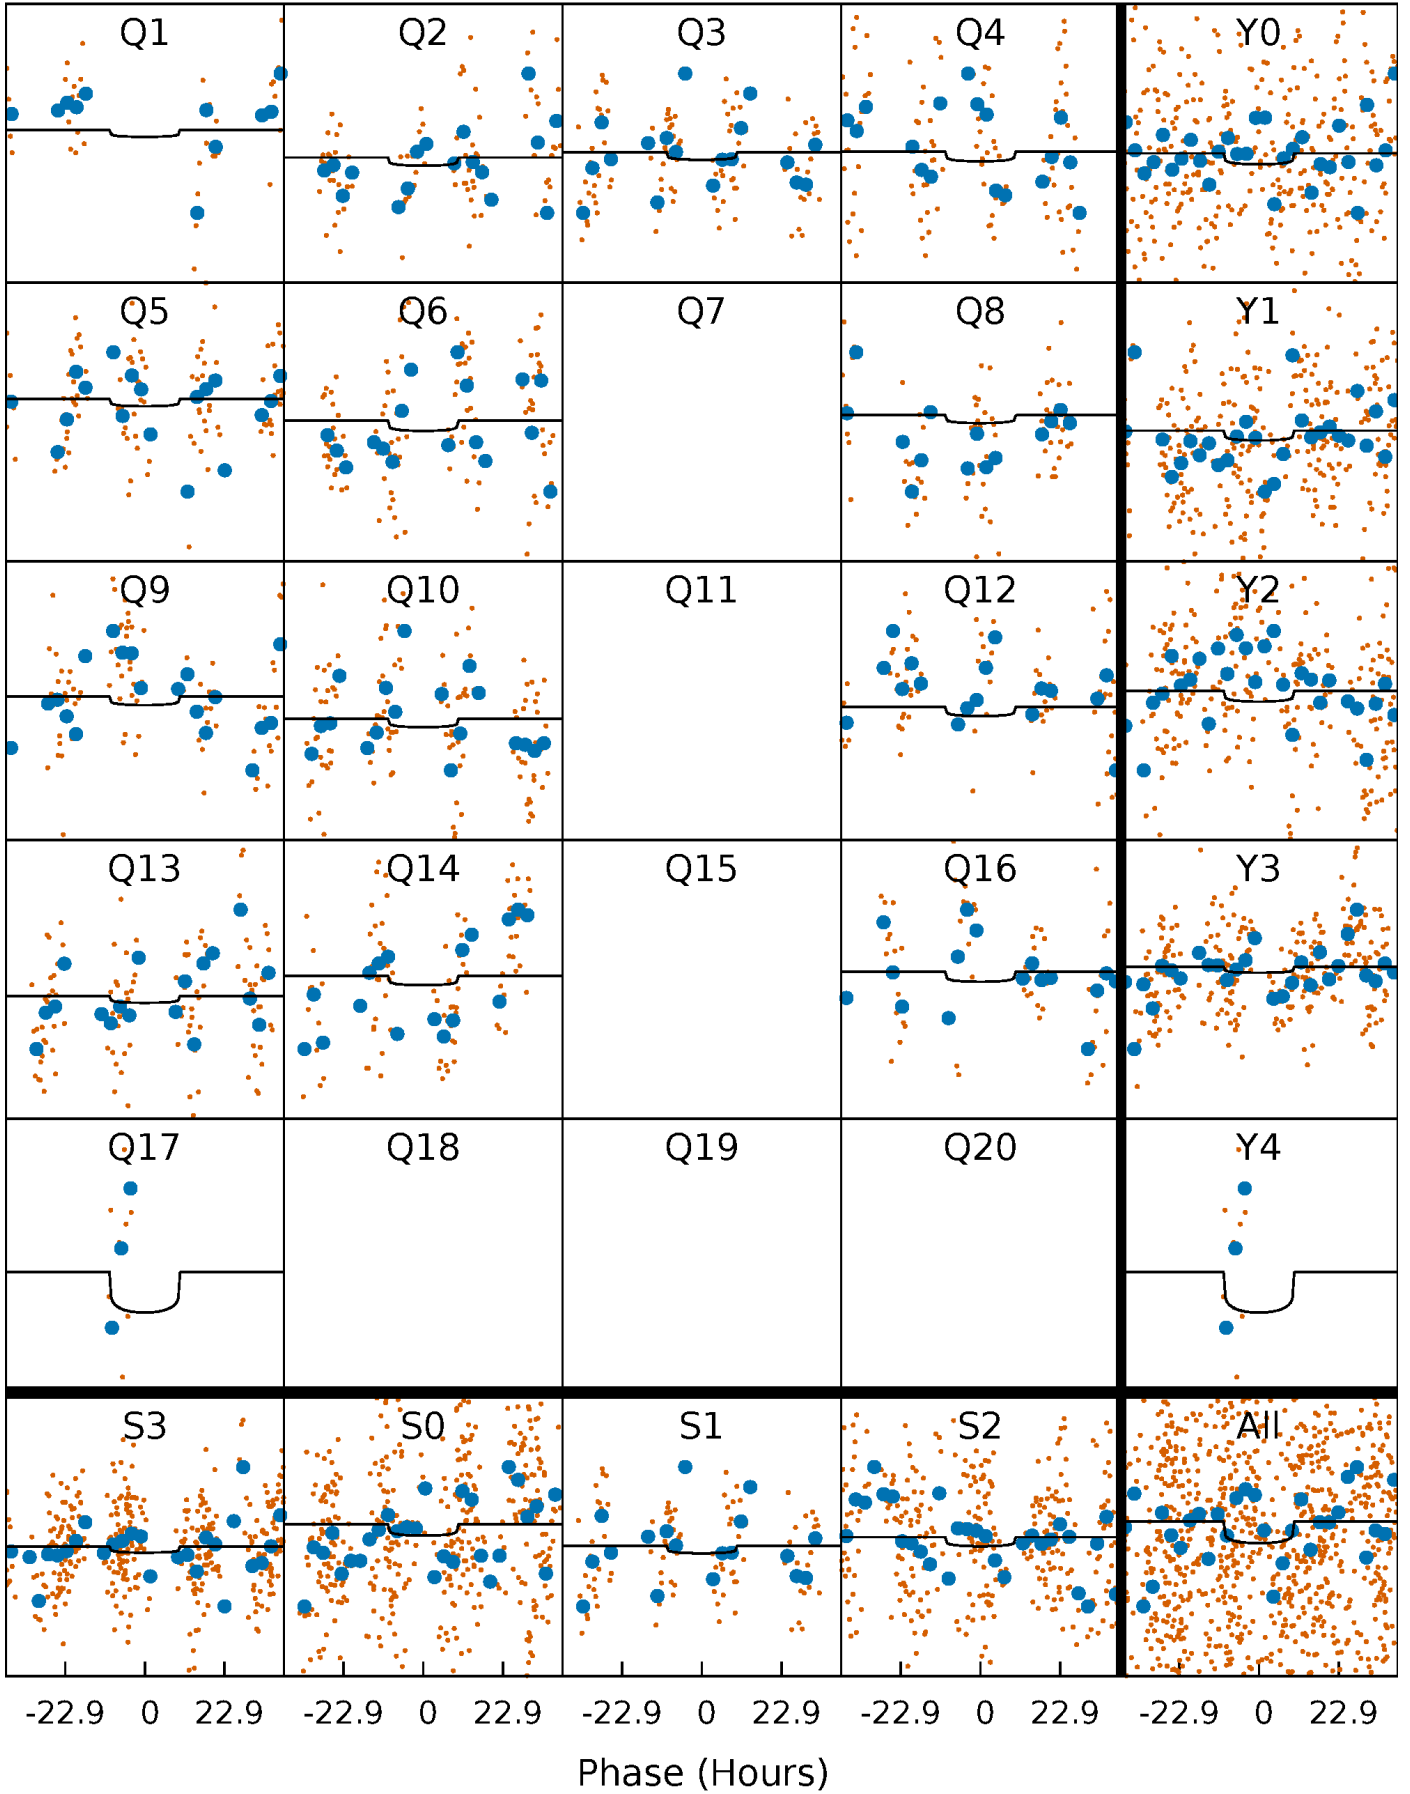 Q1 Q2 Q3 Q4 Y0
Q5 Q6 Q7 Q8 Y1
Q9 Q10 Q11 Q12 Y2
Q13 Q14 Q15 Q16 Y3
Q17 Q18 Q19 Q20 Y4
S3 S0 S1 S2 All
-22.9 0 22.9 -22.9 0 22.9 -22.9 0 22.9 -22.9 0 22.9 -22.9 0 22.9
Phase (Hours)